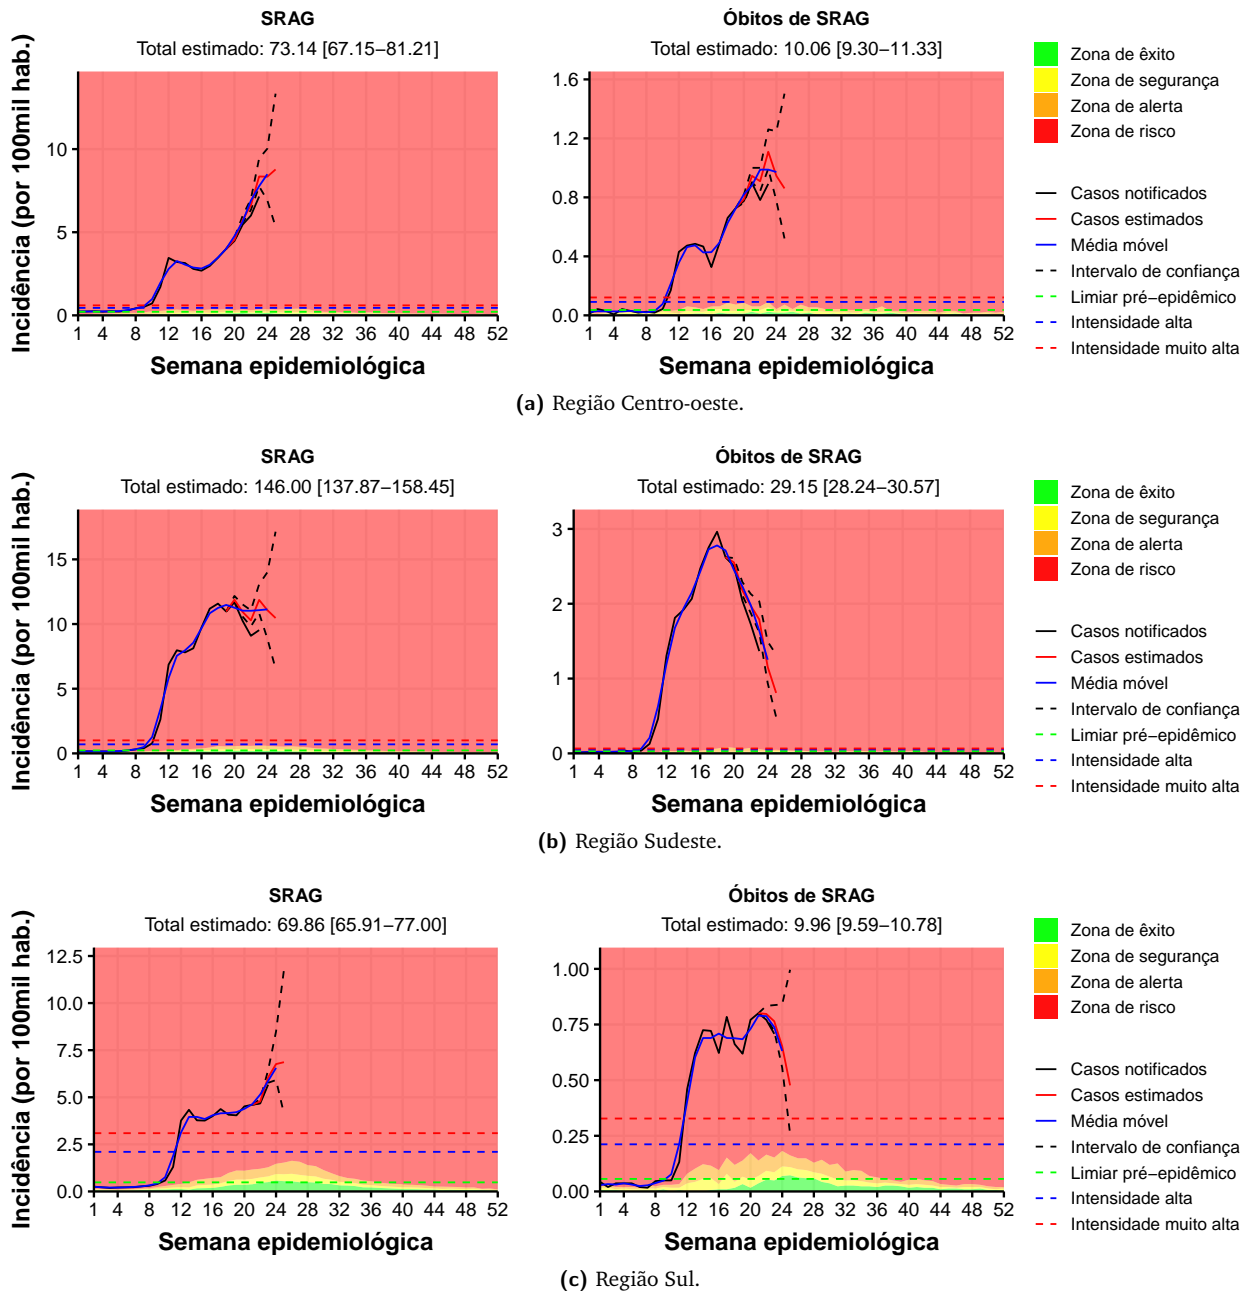 SRAG
Total estimado: 73.14 [67.15−81.21]
Incidência (por 100mil hab.)
10
5
0
1 4 8 12 16 20 24 28 32 36 40 44 48 52
Semana epidemiológica
Óbitos de SRAG
Total estimado: 10.06 [9.30−11.33]
1.6
1.2
0.8
0.4
0.0
1 4 8 12 16 20 24 28 32 36 40 44 48 52
Semana epidemiológica
Zona de êxito
Zona de segurança
Zona de alerta
Zona de risco
Casos notificados
Casos estimados
Média móvel
Intervalo de confiança
Limiar pré−epidêmico
Intensidade alta
Intensidade muito alta
(a) Região Centro-oeste.
SRAG
Total estimado: 146.00 [137.87−158.45]
Incidência (por 100mil hab.)
15
10
5
0
1 4 8 12 16 20 24 28 32 36 40 44 48 52
Semana epidemiológica
Óbitos de SRAG
Total estimado: 29.15 [28.24−30.57]
3
2
1
0
1 4 8 12 16 20 24 28 32 36 40 44 48 52
Semana epidemiológica
Zona de êxito
Zona de segurança
Zona de alerta
Zona de risco
Casos notificados
Casos estimados
Média móvel
Intervalo de confiança
Limiar pré−epidêmico
Intensidade alta
Intensidade muito alta
(b) Região Sudeste.
SRAG
Total estimado: 69.86 [65.91−77.00]
Incidência (por 100mil hab.)
12.5
10.0
7.5
5.0
2.5
0.0
1 4 8 12 16 20 24 28 32 36 40 44 48 52
Semana epidemiológica
Óbitos de SRAG
Total estimado: 9.96 [9.59−10.78]
1.00
0.75
0.50
0.25
0.00
1 4 8 12 16 20 24 28 32 36 40 44 48 52
Semana epidemiológica
Zona de êxito
Zona de segurança
Zona de alerta
Zona de risco
Casos notificados
Casos estimados
Média móvel
Intervalo de confiança
Limiar pré−epidêmico
Intensidade alta
Intensidade muito alta
(c) Região Sul.